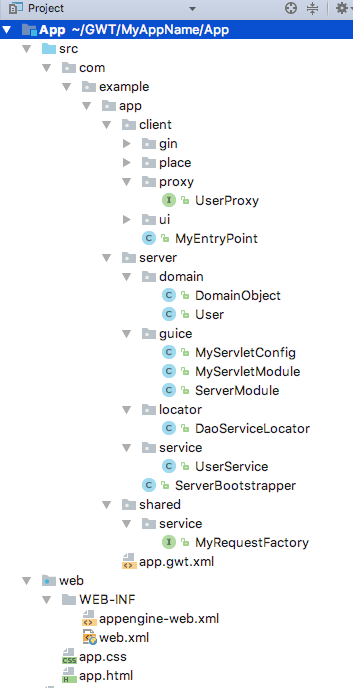 Project
App ~/GWT/MyAppName/App
src
com
example
app
client
gin
place
proxy
UserProxy
ui
MyEntryPoint
server
domain
DomainObject
User
guice
MyServletConfig
MyServletModule
ServerModule
locator
DaoServiceLocator
service
UserService
ServerBootstrapper
shared
service
MyRequestFactory
app.gwt.xml
web
WEB-INF
appengine-web.xml
web.xml
app.css
app.html